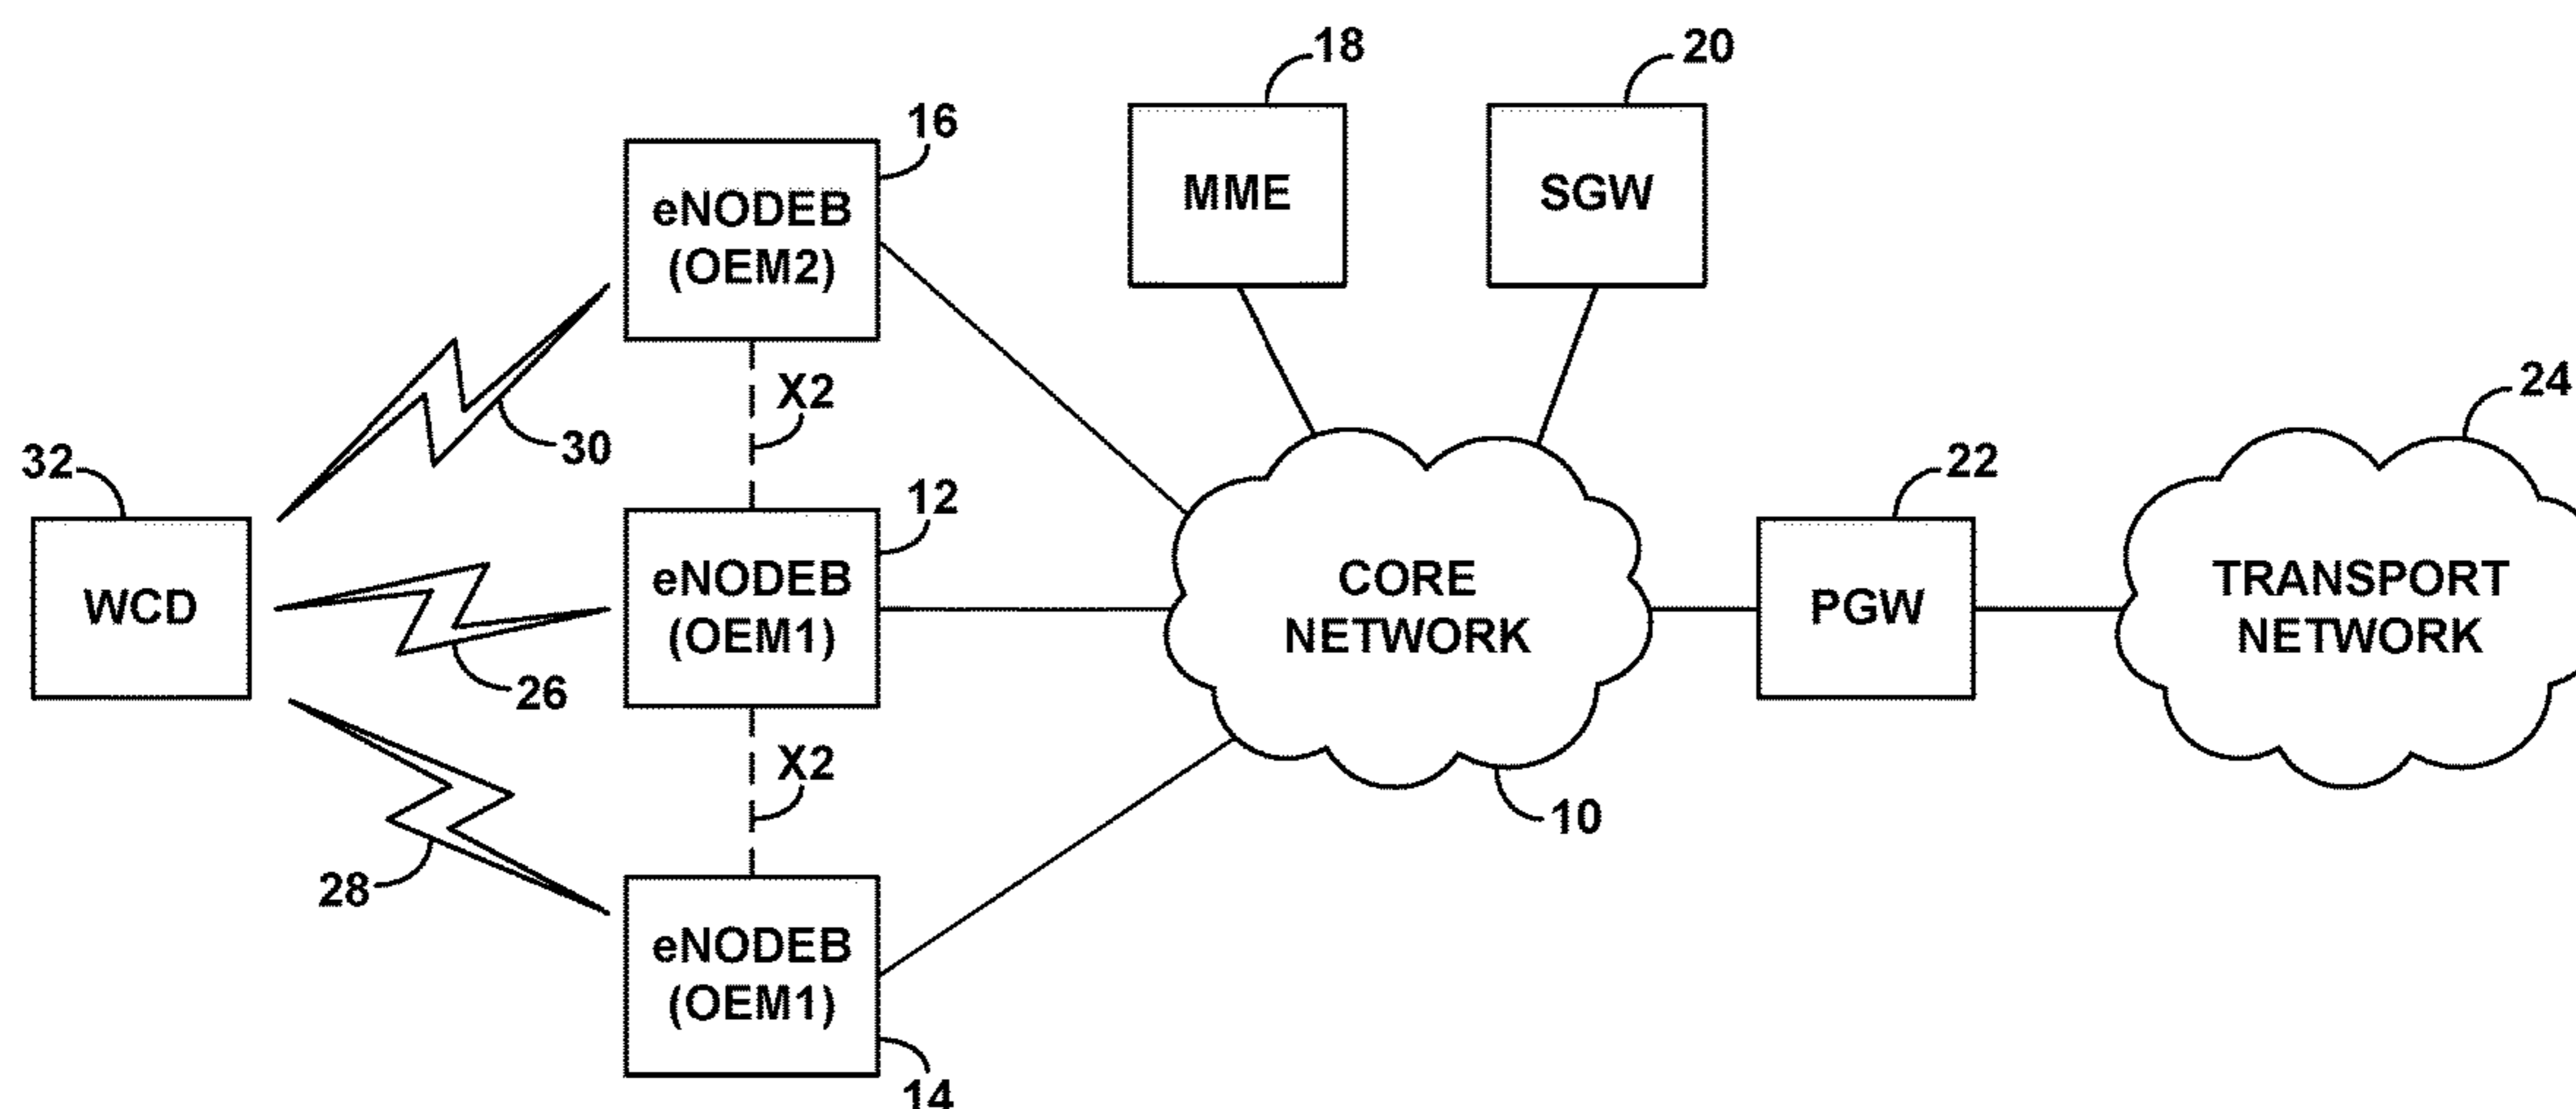 18
20
16
MME
SGW
eNODEB
(OEM2)
X2
24
30
32
12
22
WCD
eNODEB
(OEM1)
CORE
NETWORK
PGW
TRANSPORT
NETWORK
26
X2
10
28
eNODEB
(OEM1)
14